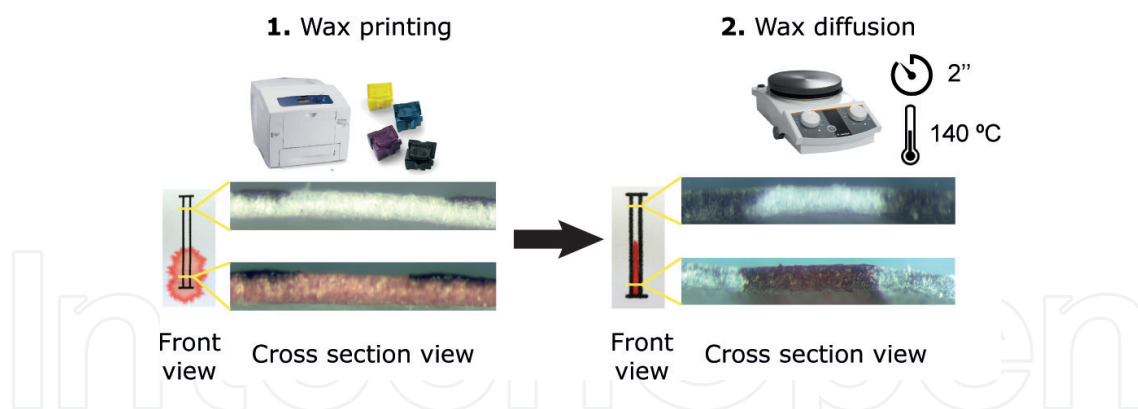 1. Wax printing
2. Wax diffusion
2’’
140 ºC
Front
view
Cross section view
Front
view
Cross section view
IntechOpen